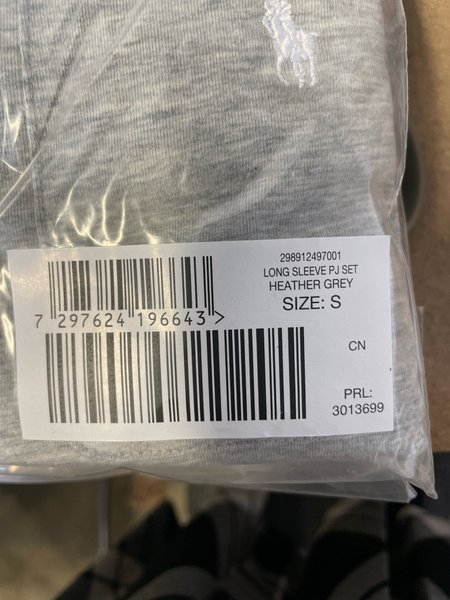 298912497001
LONG SLEEVE PJ SET
HEATHER GREY
SIZE: S
7 297624 196643 >
CN
PRL:
3013699